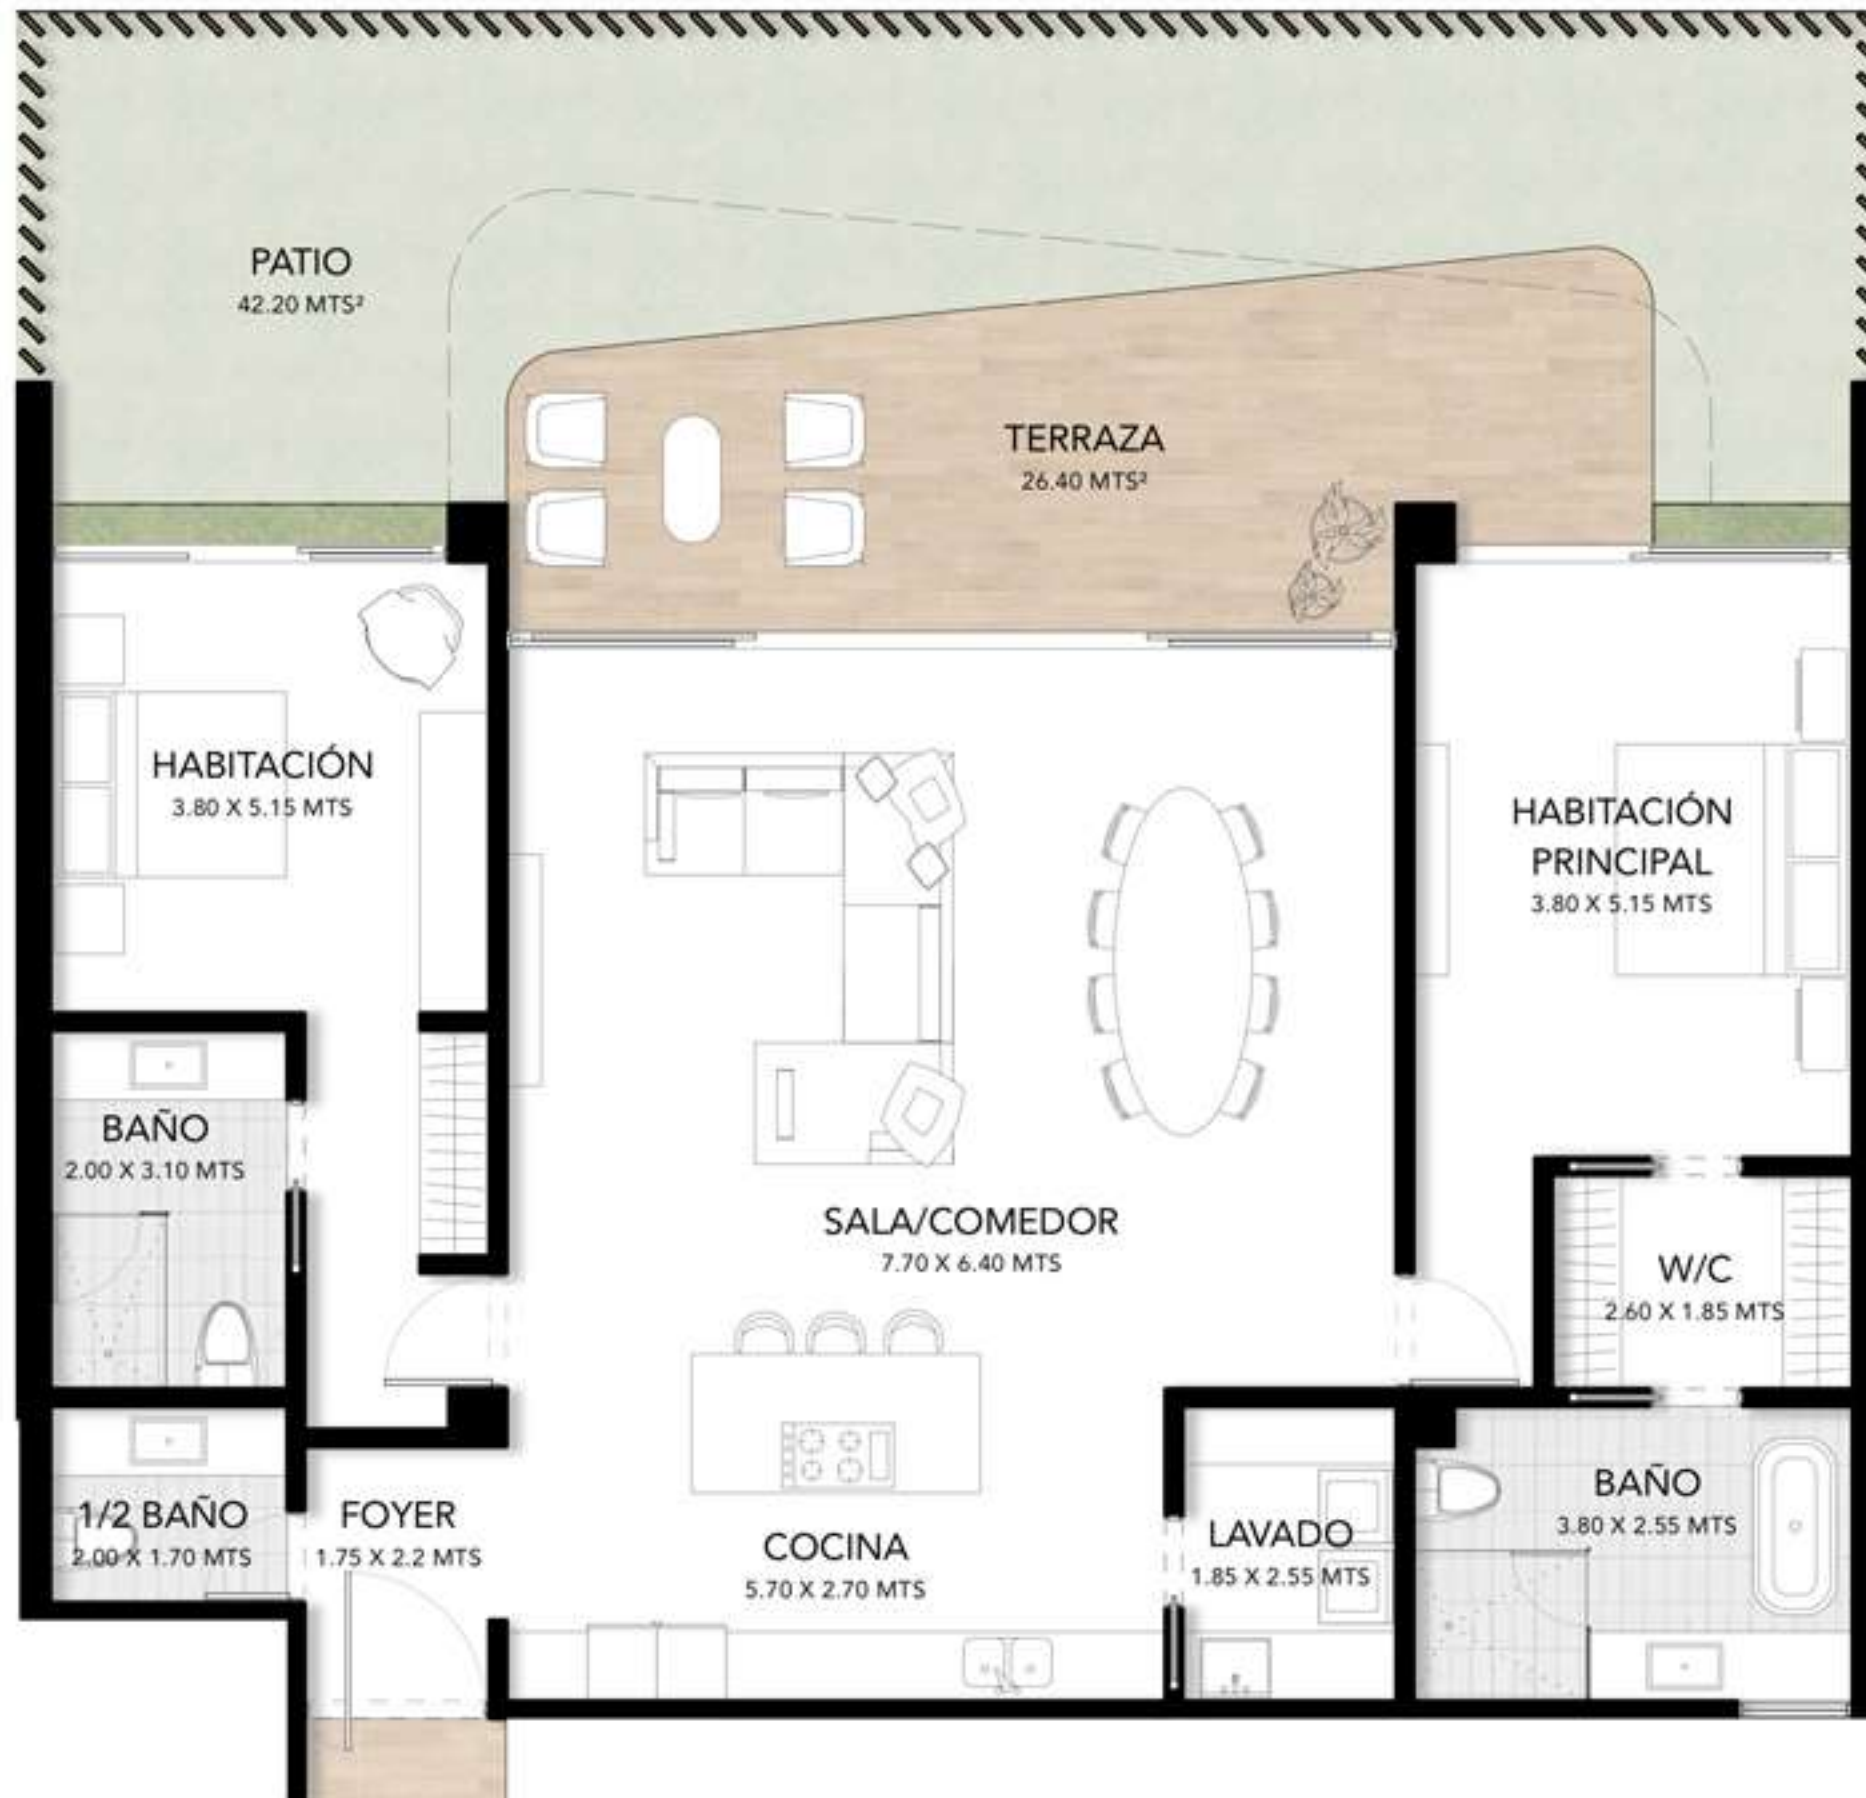 PATIO
42.20 MTS²
TERRAZA
26.40 MTS²
HABITACIÓN
3.80 X 5.15 MTS
HABITACIÓN
PRINCIPAL
3.80 X 5.15 MTS
BAÑO
2.00 X 3.10 MTS
SALA/COMEDOR
7.70 X 6.40 MTS
W/C
2.60 X 1.85 MTS
1/2 BAÑO
2.00 X 1.70 MTS
FOYER
1.75 X 2.2 MTS
COCINA
5.70 X 2.70 MTS
LAVADO
1.85 X 2.55 MTS
BAÑO
3.80 X 2.55 MTS